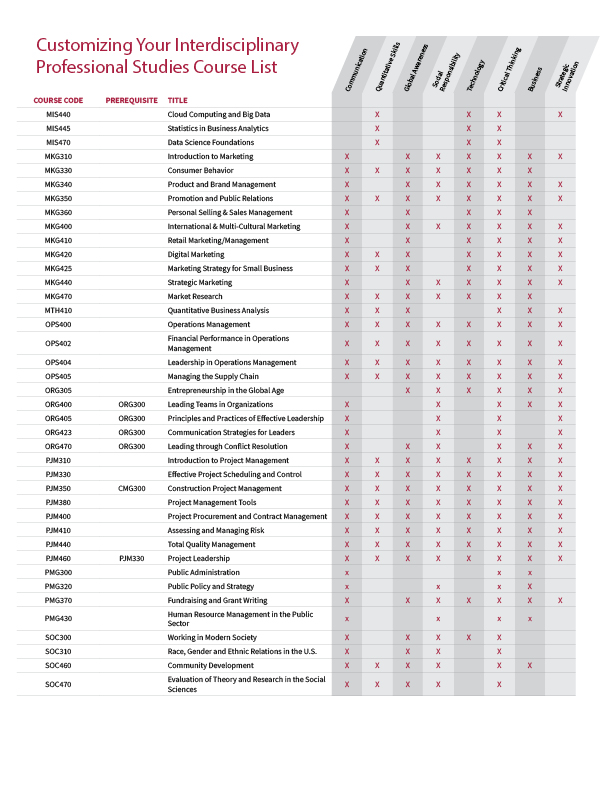 Customizing Your Interdisciplinary
Professional Studies Course List
Communication
Quantitative Skills
Global Awareness
Social
Responsibility
Technology
Critical Thinking
Business
Strategic
Innovation
COURSE CODE PREREQUISITE TITLE
MIS440 Cloud Computing and Big Data X X X X
MIS445 Statistics in Business Analytics X X X
MIS470 Data Science Foundations X X X
MKG310 Introduction to Marketing X X X X X X X
MKG330 Consumer Behavior X X X X X X X X
MKG340 Product and Brand Management X X X X X X X
MKG350 Promotion and Public Relations X X X X X X X X
MKG360 Personal Selling & Sales Management X X X X X
MKG400 International & Multi-Cultural Marketing X X X X X X X
MKG410 Retail Marketing/Management X X X X X X
MKG420 Digital Marketing X X X X X X X
MKG425 Marketing Strategy for Small Business X X X X X X X
MKG440 Strategic Marketing X X X X X X X
MKG470 Market Research X X X X X X X
MTH410 Quantitative Business Analysis X X X X X X
OPS400 Operations Management X X X X X X X X
OPS402 Financial Performance in Operations
Management X X X X X X X X
OPS404 Leadership in Operations Management X X X X X X X X
OPS405 Managing the Supply Chain X X X X X X X X
ORG305 Entrepreneurship in the Global Age X X X X X X
ORG400 ORG300 Leading Teams in Organizations X X X X X
ORG405 ORG300 Principles and Practices of Effective Leadership X X X X
ORG423 ORG300 Communication Strategies for Leaders X X X X
ORG470 ORG300 Leading through Conflict Resolution X X X X X X
PJM310 Introduction to Project Management X X X X X X X X
PJM330 Effective Project Scheduling and Control X X X X X X X X
PJM350 CMG300 Construction Project Management X X X X X X X X
PJM380 Project Management Tools X X X X X X X X
PJM400 Project Procurement and Contract Management X X X X X X X X
PJM410 Assessing and Managing Risk X X X X X X X X
PJM440 Total Quality Management X X X X X X X X
PJM460 PJM330 Project Leadership X X X X X X X X
PMG300 Public Administration x x x
PMG320 Public Policy and Strategy x x x X
PMG370 Fundraising and Grant Writing X X X X X X X
PMG430 Human Resource Management in the Public
Sector x x x x
SOC300 Working in Modern Society X X X X X
SOC310 Race, Gender and Ethnic Relations in the U.S. X X X X
SOC460 Community Development X X X X X X
SOC470 Evaluation of Theory and Research in the Social
Sciences X X X X X